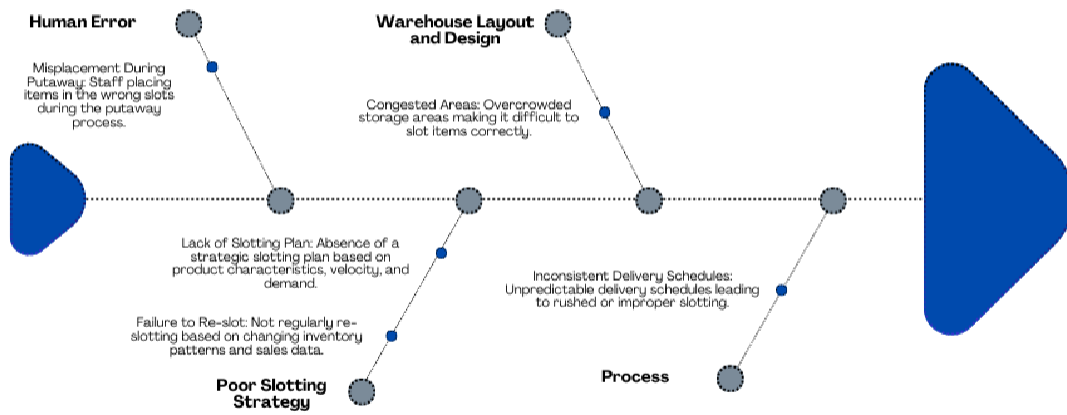 Human Error
Misplacement During
Putaway: Staff placing
items in the wrong slots
during the putaway
process.
Warehouse Layout
and Design
Congested Areas: Overcrowded
storage areas making it difficult to
slot items correctly.
Lack of Slotting Plan: Absence of a
strategic slotting plan based on
product characteristics, velocity, and
demand.
Failure to Re-slot: Not regularly re-
slotting based on changing inventory
patterns and sales data.
Poor Slotting
Strategy
Inconsistent Delivery Schedules:
Unpredictable delivery schedules leading
to rushed or improper slotting.
Process